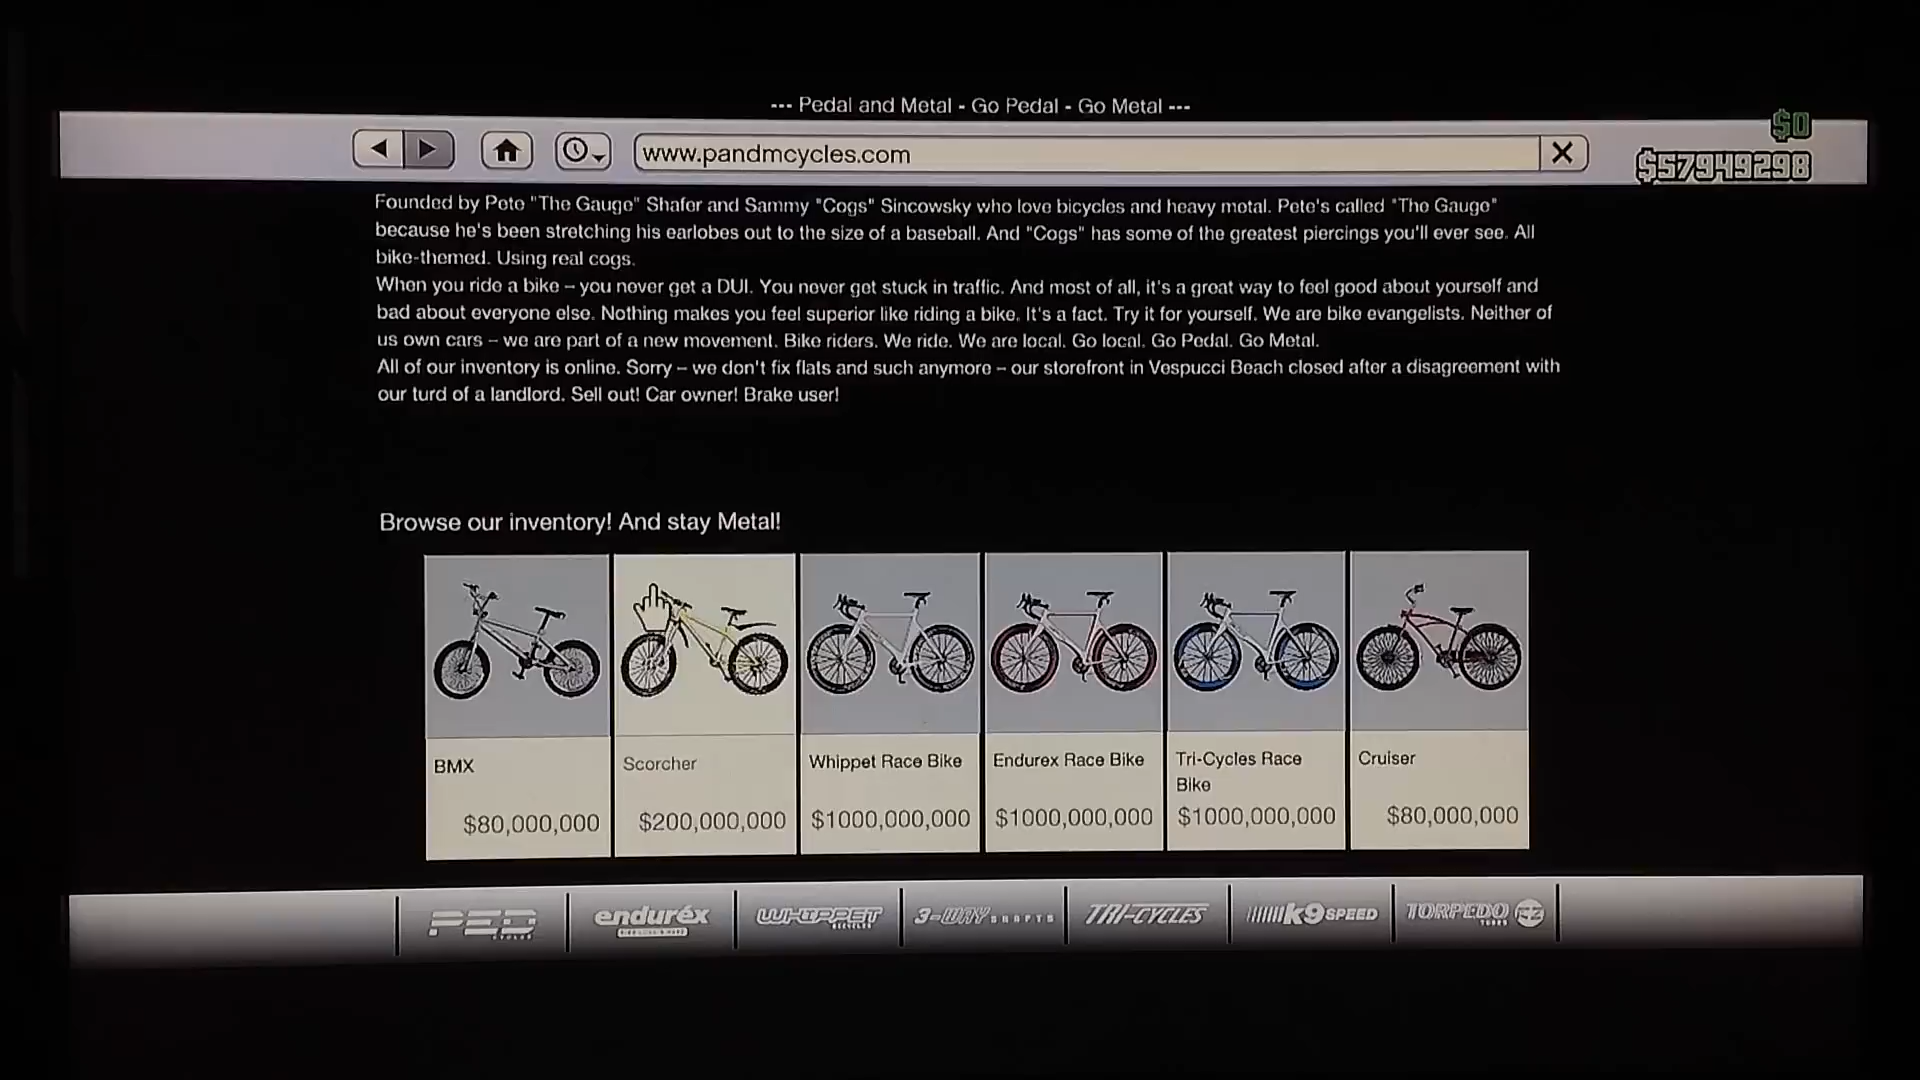 --- Pedal and Metal - Go Pedal - Go Metal ---
$0
www.pandmcycles.com
$57949298
Founded by Pete "The Gauge" Shafer and Sammy "Cogs" Sincowsky who love bicycles and heavy metal. Pete's called "The Gauge"
because he's been stretching his earlobes out to the size of a baseball. And "Cogs" has some of the greatest piercings you'll ever see. All
bike-themed. Using real cogs.
When you ride a bike – you never get a DUI. You never get stuck in traffic. And most of all, it's a great way to feel good about yourself and
bad about everyone else. Nothing makes you feel superior like riding a bike. It's a fact. Try it for yourself. We are bike evangelists. Neither of
us own cars – we are part of a new movement. Bike riders. We ride. We are local. Go local. Go Pedal. Go Metal.
All of our inventory is online. Sorry – we don't fix flats and such anymore – our storefront in Vespucci Beach closed after a disagreement with
our turd of a landlord. Sell out! Car owner! Brake user!
Browse our inventory! And stay Metal!
BMX
$80,000,000
Scorcher
$200,000,000
Whippet Race Bike
$1000,000,000
Endurex Race Bike
$1000,000,000
Tri-Cycles Race
Bike
$1000,000,000
Cruiser
$80,000,000
PED
CYCLES
enduréx
WHIPPET
BICYCLES
3-WAY SHAFTS
TRI-CYCLES
K9 SPEED
TORPEDO
TUBES